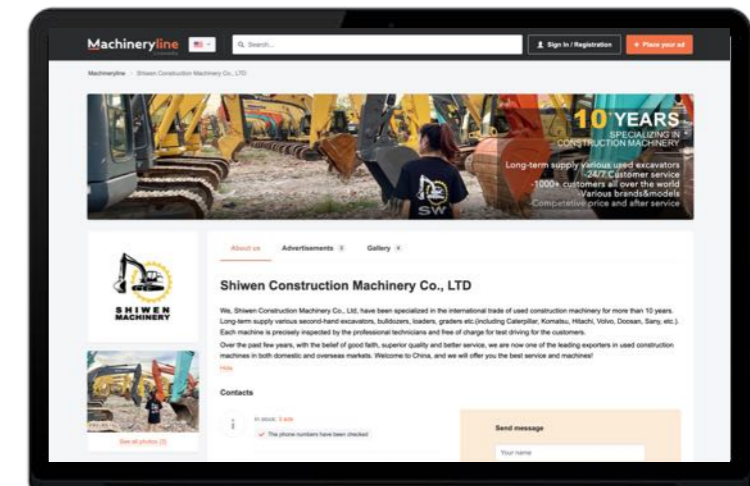 Machineryline
Search...
Sign In / Registration
+ Place your ad
Machineryline > Shiwen Construction Machinery Co., LTD
10+YEARS
SPECIALIZING IN
CONSTRUCTION MACHINERY
Long-term supply various used excavators
-24/7 Customer service
-1000+ customers all over the world
-Various brands&models
-Competative price and after service
SW
SHIWEN
MACHINERY
See all photos (3)
About us
Advertisements 3
Gallery 4
Shiwen Construction Machinery Co., LTD
We, Shiwen Construction Machinery Co., Ltd, have been specialized in the international trade of used construction machinery for more than 10 years.
Long-term supply various second-hand excavators, bulldozers, loaders, graders etc.(including Caterpillar, Komatsu, Hitachi, Volvo, Doosan, Sany, etc.).
Each machine is precisely inspected by the professional technicians and free of charge for test driving for the customers.
Over the past few years, with the belief of good faith, superior quality and better service, we are now one of the leading exporters in used construction
machines in both domestic and overseas markets. Welcome to China, and we will offer you the best service and machines!
Hide
Contacts
In stock: 3 ads
The phone numbers have been checked
Send message
Your name